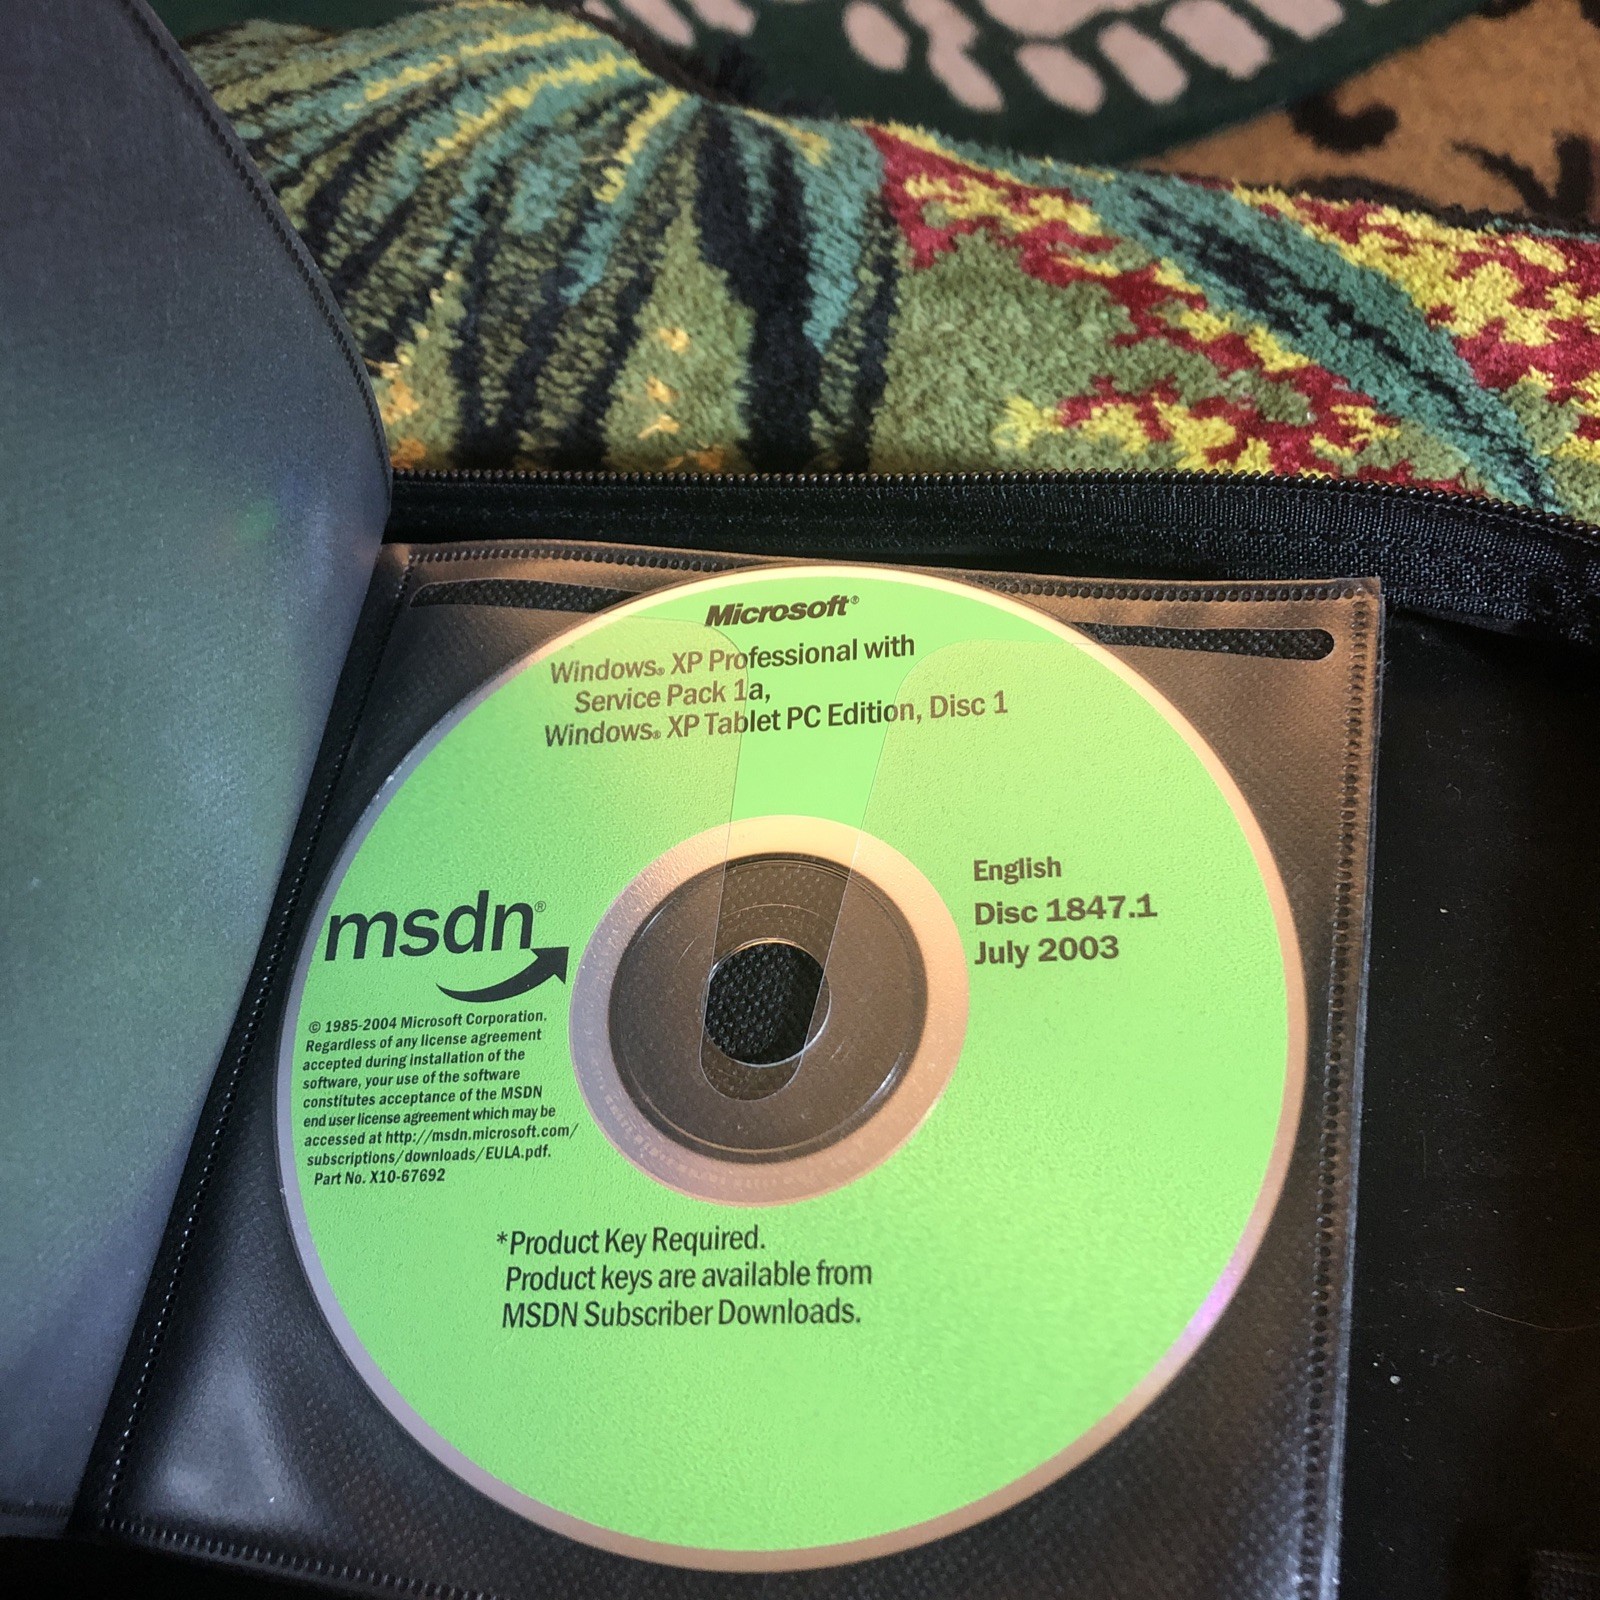 Microsoft®
Windows® XP Professional with
Service Pack 1a,
Windows® XP Tablet PC Edition, Disc 1
English
Disc 1847.1
July 2003
msdn®
© 1985-2004 Microsoft Corporation.
Regardless of any license agreement
accepted during installation of the
software, your use of the software
constitutes acceptance of the MSDN
end user license agreement which may be
accessed at http://msdn.microsoft.com/
subscriptions/downloads/EULA.pdf.
Part No. X10-67692
*Product Key Required.
Product keys are available from
MSDN Subscriber Downloads.